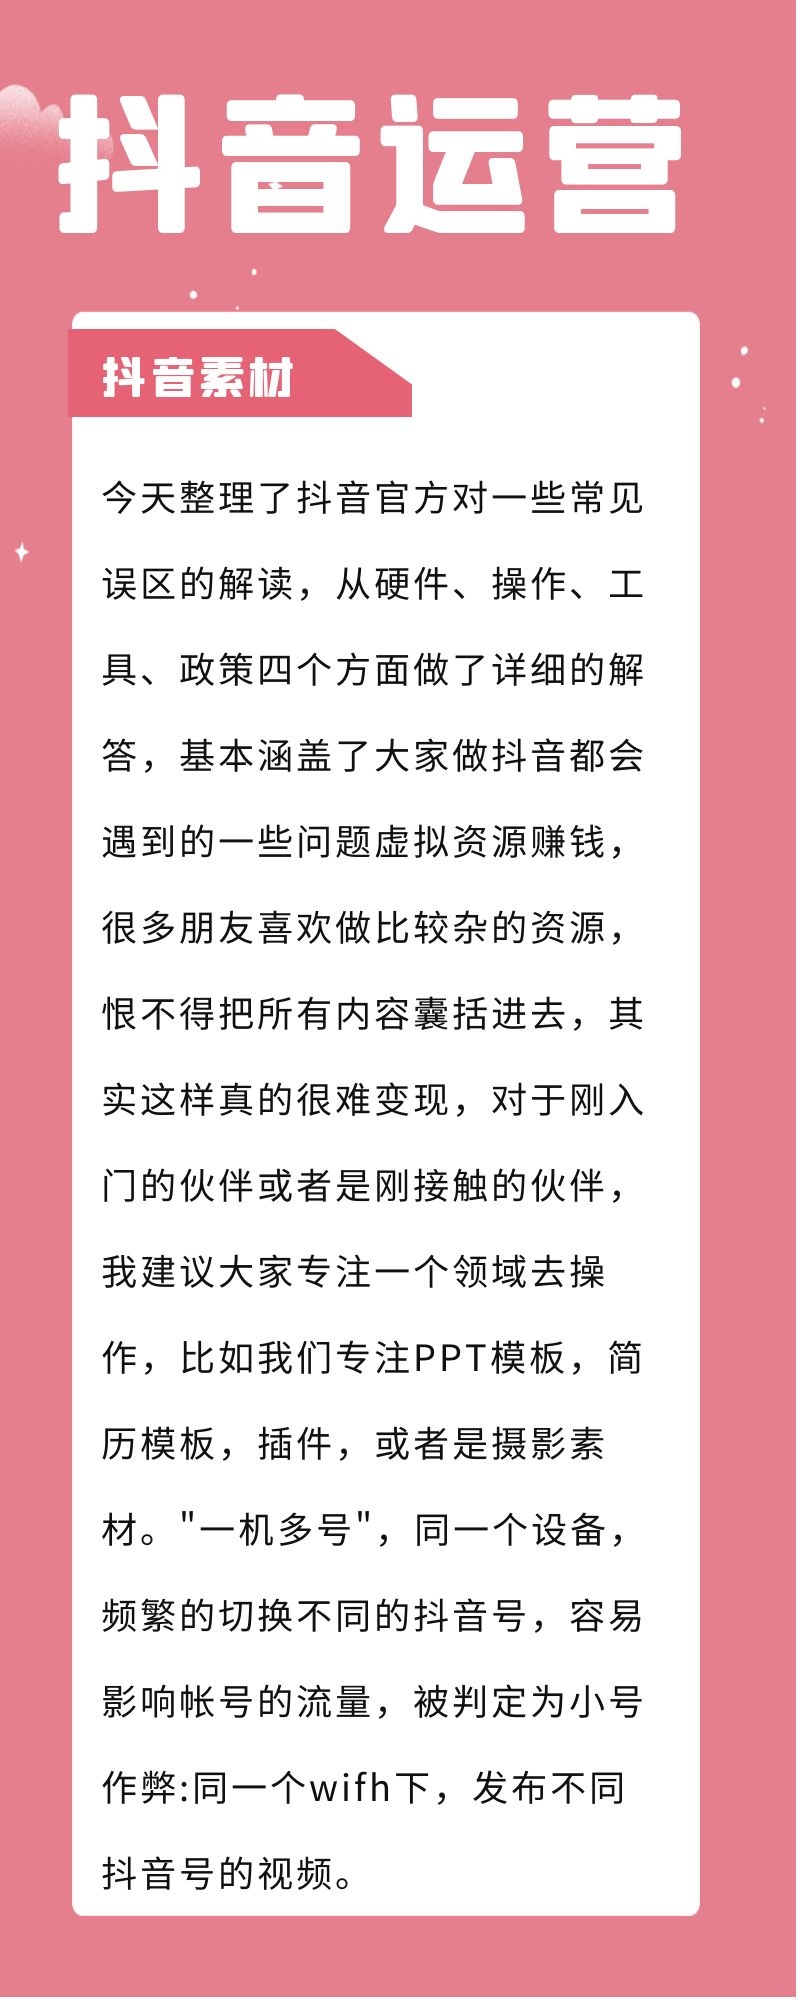 抖音运营
抖音素材
今天整理了抖音官方对一些常见
误区的解读，从硬件、操作、工
具、政策四个方面做了详细的解
答，基本涵盖了大家做抖音都会
遇到的一些问题虚拟资源赚钱，
很多朋友喜欢做比较杂的资源，
恨不得把所有内容囊括进去，其
实这样真的很难变现，对于刚入
门的伙伴或者是刚接触的伙伴，
我建议大家专注一个领域去操
作，比如我们专注PPT模板，简
历模板，插件，或者是摄影素
材。"一机多号"，同一个设备，
频繁的切换不同的抖音号，容易
影响帐号的流量，被判定为小号
作弊:同一个wifh下，发布不同
抖音号的视频。